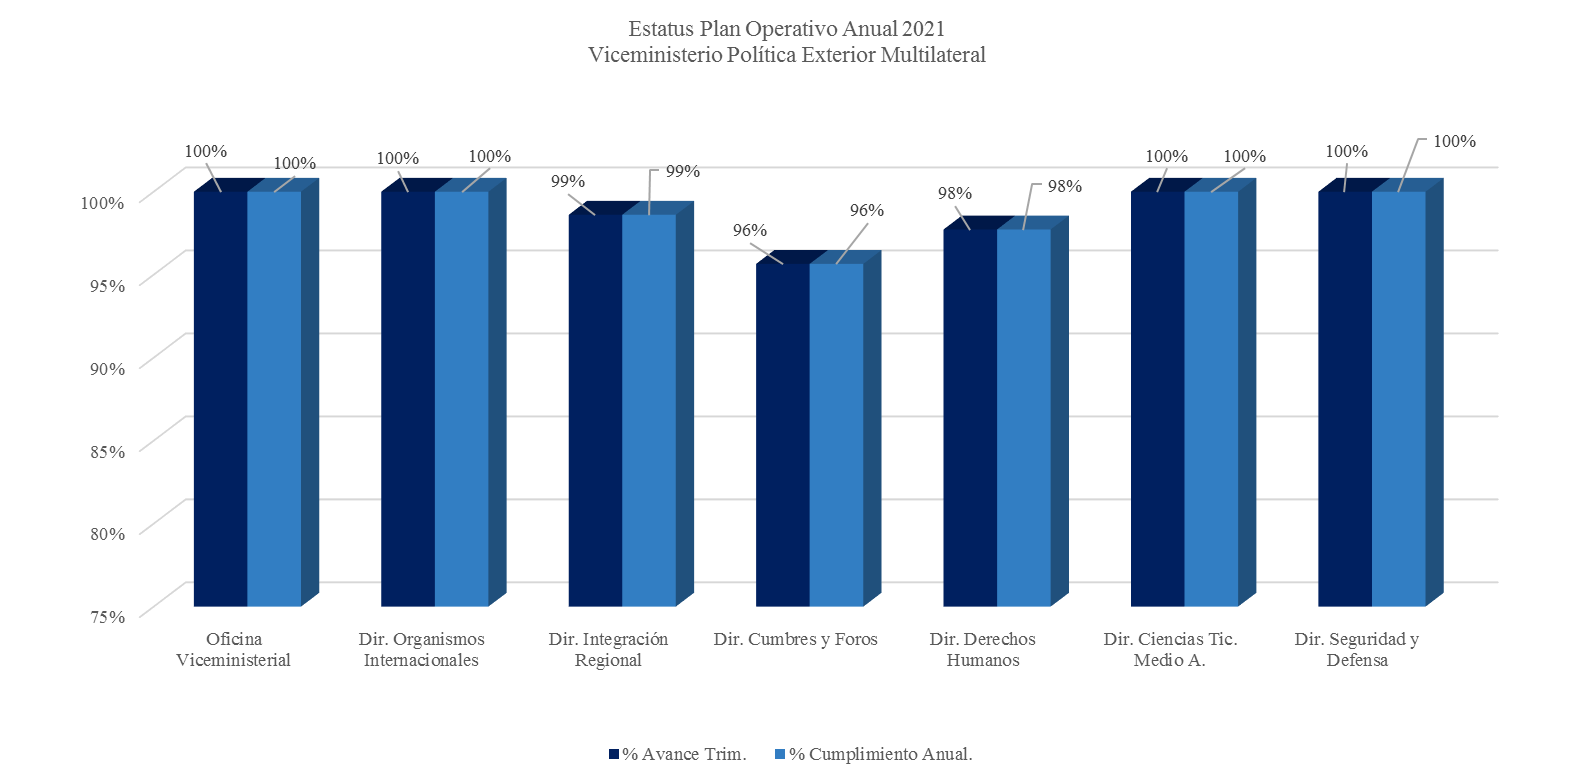 Estatus Plan Operativo Anual 2021
Viceministerio Política Exterior Multilateral
100%
100%
100%
100%
99%
99%
96%
96%
98%
98%
100%
100%
100%
100%
100%
95%
90%
85%
80%
75%
Oficina
Viceministerial
Dir. Organismos
Internacionales
Dir. Integración
Regional
Dir. Cumbres y Foros
Dir. Derechos
Humanos
Dir. Ciencias Tic.
Medio A.
Dir. Seguridad y
Defensa
% Avance Trim.
% Cumplimiento Anual.